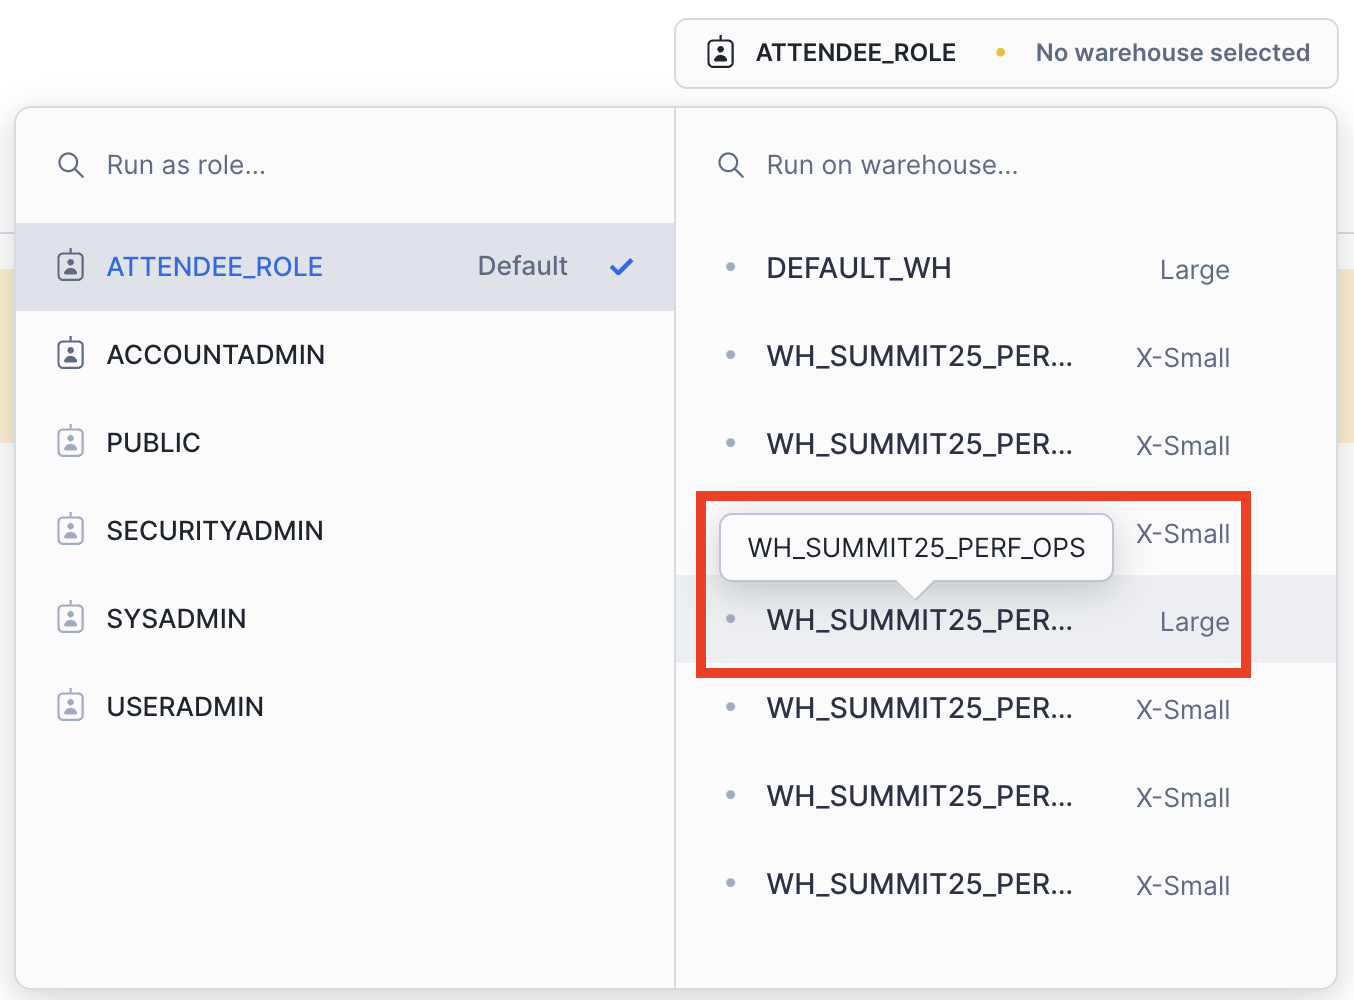 ATTENDEE_ROLE • No warehouse selected
Run as role...
ATTENDEE_ROLE Default
ACCOUNTADMIN
PUBLIC
SECURITYADMIN
SYSADMIN
USERADMIN
Run on warehouse...
DEFAULT_WH Large
WH_SUMMIT25_PER... X-Small
WH_SUMMIT25_PER... X-Small
X-Small
WH_SUMMIT25_PERF_OPS
WH_SUMMIT25_PER... Large
WH_SUMMIT25_PER... X-Small
WH_SUMMIT25_PER... X-Small
WH_SUMMIT25_PER... X-Small